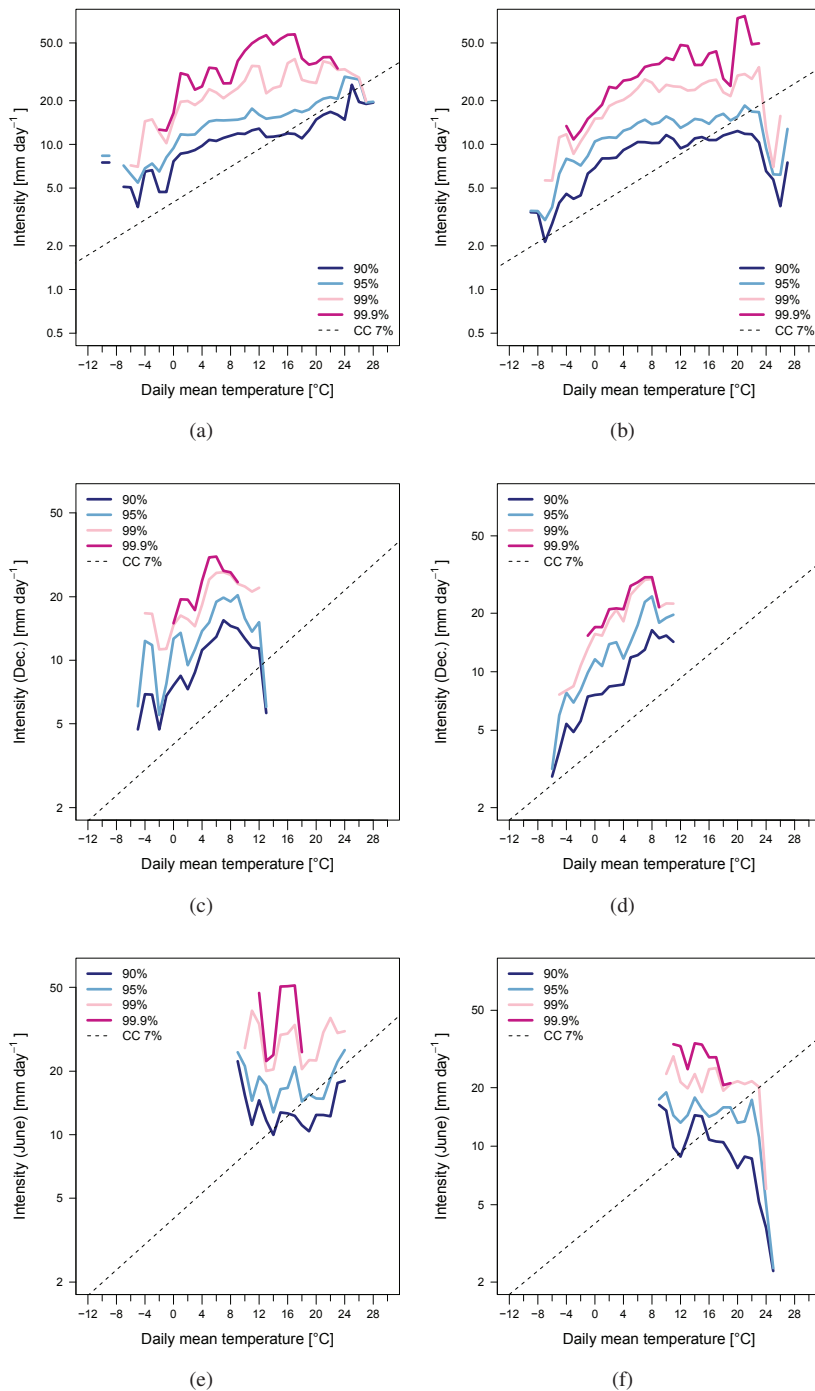 50.0
20.0
10.0
5.0
2.0
1.0
0.5
Intensity [mm day⁻¹]
90%
95%
99%
99.9%
CC 7%
−12 −8 −4 0 4 8 12 16 20 24 28
Daily mean temperature [°C]
(a)
50.0
20.0
10.0
5.0
2.0
1.0
0.5
Intensity [mm day⁻¹]
90%
95%
99%
99.9%
CC 7%
−12 −8 −4 0 4 8 12 16 20 24 28
Daily mean temperature [°C]
(b)
50
20
10
5
2
Intensity (Dec.) [mm day⁻¹]
90%
95%
99%
99.9%
CC 7%
−12 −8 −4 0 4 8 12 16 20 24 28
Daily mean temperature [°C]
(c)
50
20
10
5
2
Intensity (Dec.) [mm day⁻¹]
90%
95%
99%
99.9%
CC 7%
−12 −8 −4 0 4 8 12 16 20 24 28
Daily mean temperature [°C]
(d)
50
20
10
5
2
Intensity (June) [mm day⁻¹]
90%
95%
99%
99.9%
CC 7%
−12 −8 −4 0 4 8 12 16 20 24 28
Daily mean temperature [°C]
(e)
50
20
10
5
2
Intensity (June) [mm day⁻¹]
90%
95%
99%
99.9%
CC 7%
−12 −8 −4 0 4 8 12 16 20 24 28
Daily mean temperature [°C]
(f)